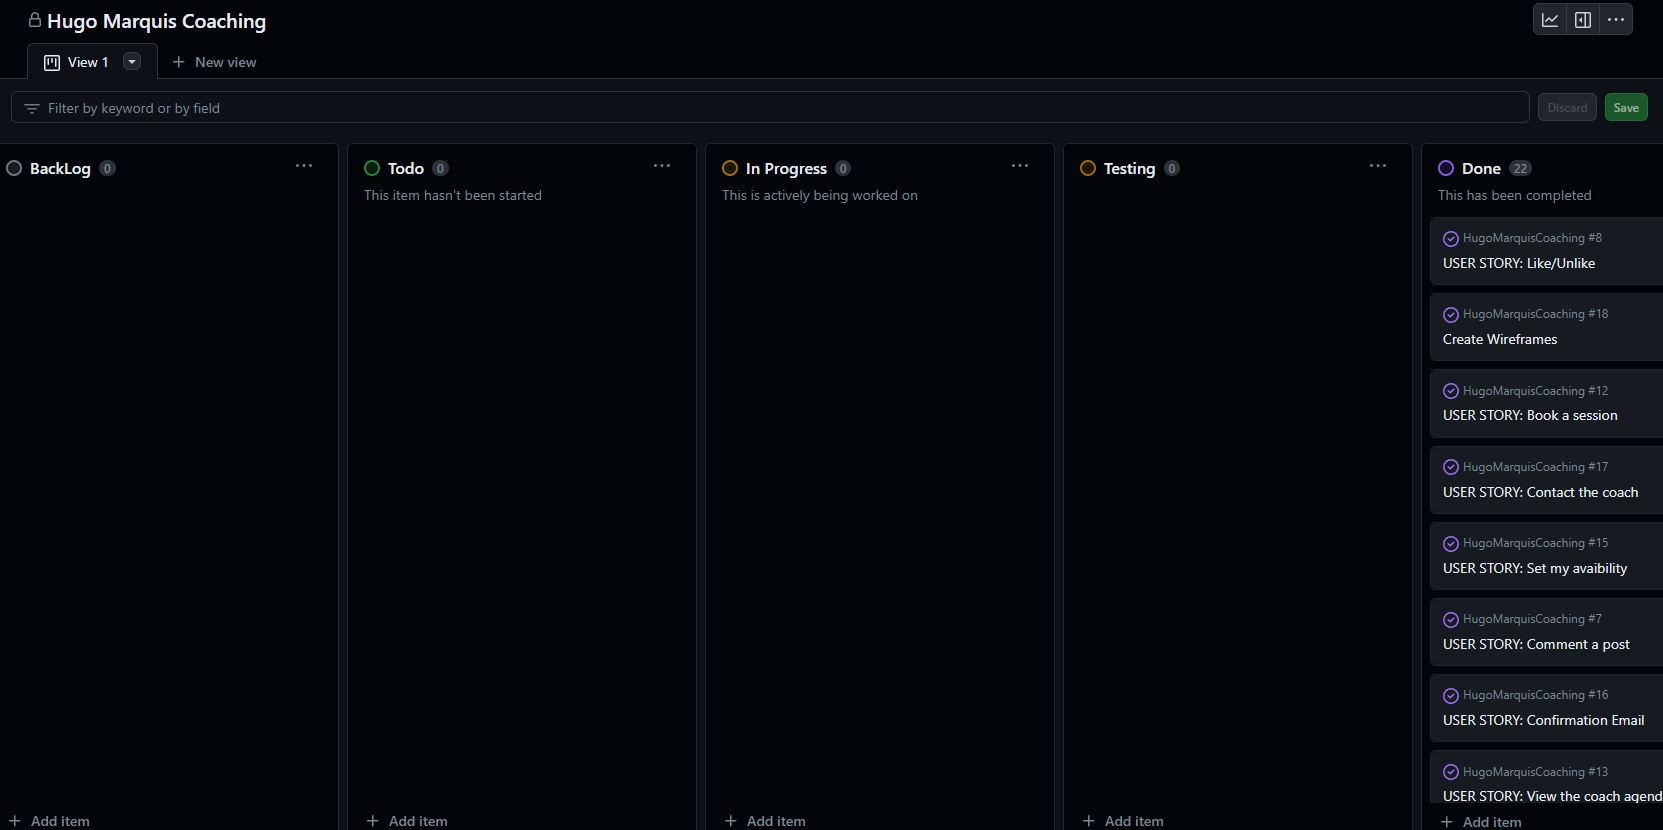 Hugo Marquis Coaching
View 1
New view
Filter by keyword or by field
Discard
Save
BackLog 0
Add item
Todo 0
This item hasn't been started
Add item
In Progress 0
This is actively being worked on
Add item
Testing 0
Add item
Done 22
This has been completed
HugoMarquisCoaching #8
USER STORY: Like/Unlike
HugoMarquisCoaching #18
Create Wireframes
HugoMarquisCoaching #12
USER STORY: Book a session
HugoMarquisCoaching #17
USER STORY: Contact the coach
HugoMarquisCoaching #15
USER STORY: Set my avaibility
HugoMarquisCoaching #7
USER STORY: Comment a post
HugoMarquisCoaching #16
USER STORY: Confirmation Email
HugoMarquisCoaching #13
USER STORY: View the coach agend
Add item